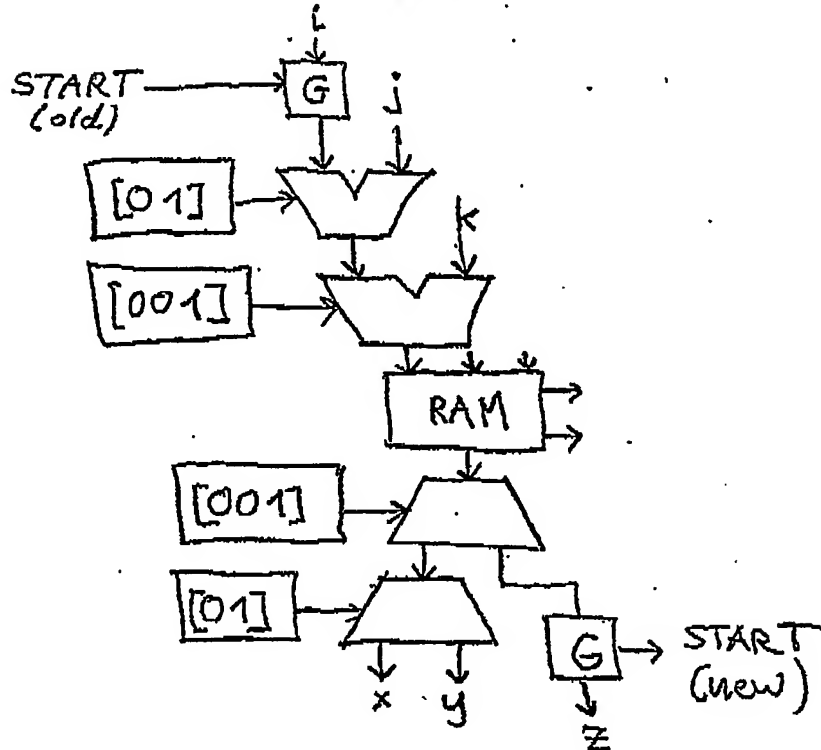 i
START
(old)
G
j
[01]
k
[001]
RAM
[001]
[01]
G
START
(new)
x
y
z